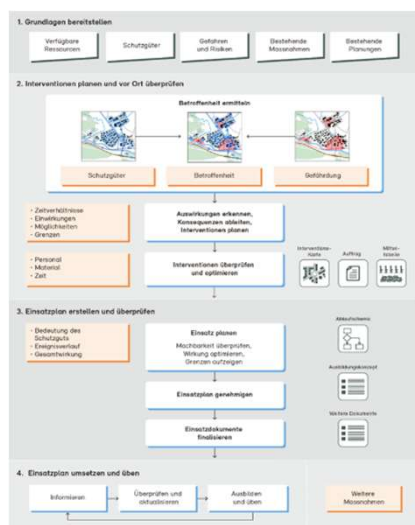 1. Grundlagen bereitstellen
Verfügbare
Ressourcen
Schutzgüter
Gefahren
und Risiken
Bestehende
Massnahmen
Bestehende
Planungen
2. Interventionen planen und vor Ort überprüfen
Betroffenheit ermitteln
Schutzgüter
Betroffenheit
Gefährdung
• Zeitverhältnisse
• Einwirkungen
• Möglichkeiten
• Grenzen
Auswirkungen erkennen,
Konsequenzen ableiten,
Interventionen planen
• Personal
• Material
• Zeit
Interventionen überprüfen
und optimieren
Interventions-
karte
Auftrag
Mittel-
tabelle
3. Einsatzplan erstellen und überprüfen
• Bedeutung des
Schutzguts
• Ereignisverlauf
• Gesamtwirkung
Einsatz planen
Machbarkeit überprüfen,
Wirkung optimieren,
Grenzen aufzeigen
Einsatzplan genehmigen
Einsatzdokumente
finalisieren
Ablaufschema
Ausbildungskonzept
Weitere Dokumente
4. Einsatzplan umsetzen und üben
Informieren
Überprüfen und
aktualisieren
Ausbilden
und üben
Weitere
Massnahmen